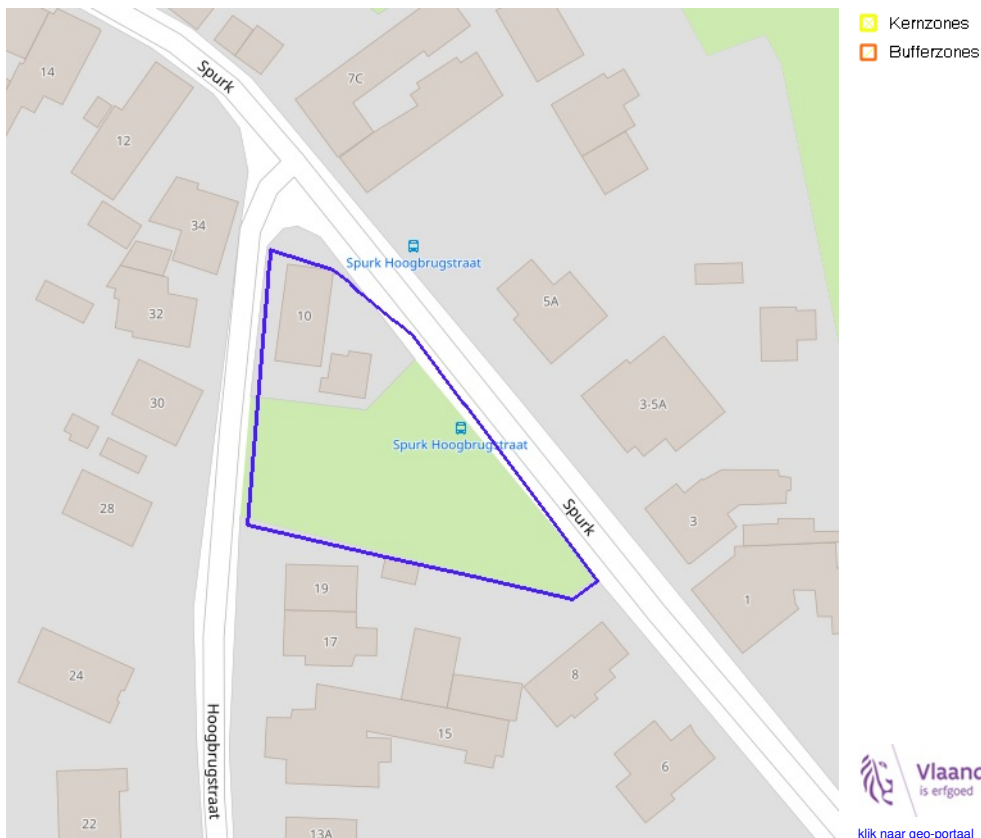 Kernzones
Bufferzones
14
Spurk
7C
12
34
Spurk Hoogbrugstraat
5A
32
10
30
3-5A
Spurk Hoogbrugstraat
28
3
Spurk
19
1
17
24
8
Hoogbrugstraat
15
6
22
13A
Vlaand
is erfgoed
klik naar geo-portaal